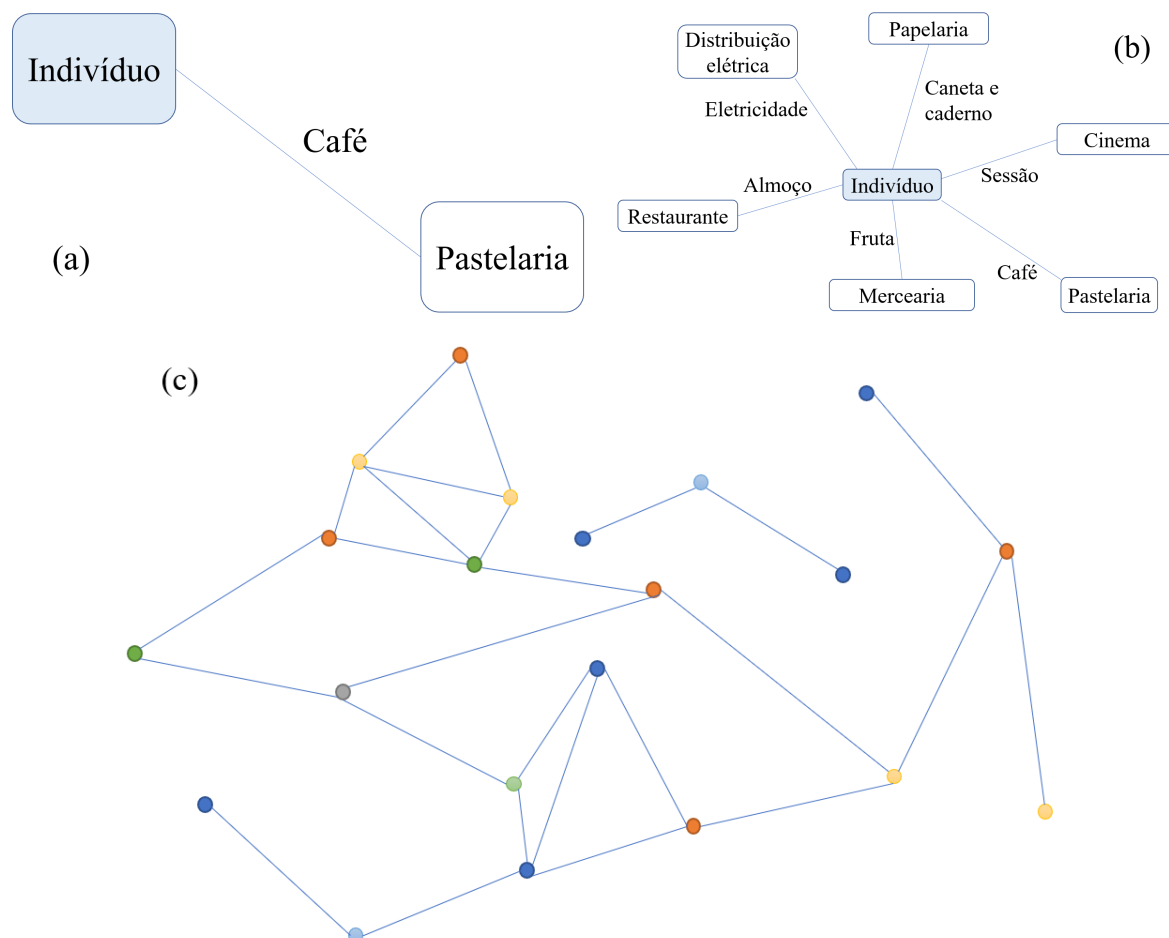 Indivíduo
Café
Pastelaria
(a)
Distribuição
elétrica
Papelaria
(b)
Eletricidade
Caneta e
caderno
Cinema
Almoço
Indivíduo
Sessão
Restaurante
Fruta
Café
Mercearia
Pastelaria
(c)